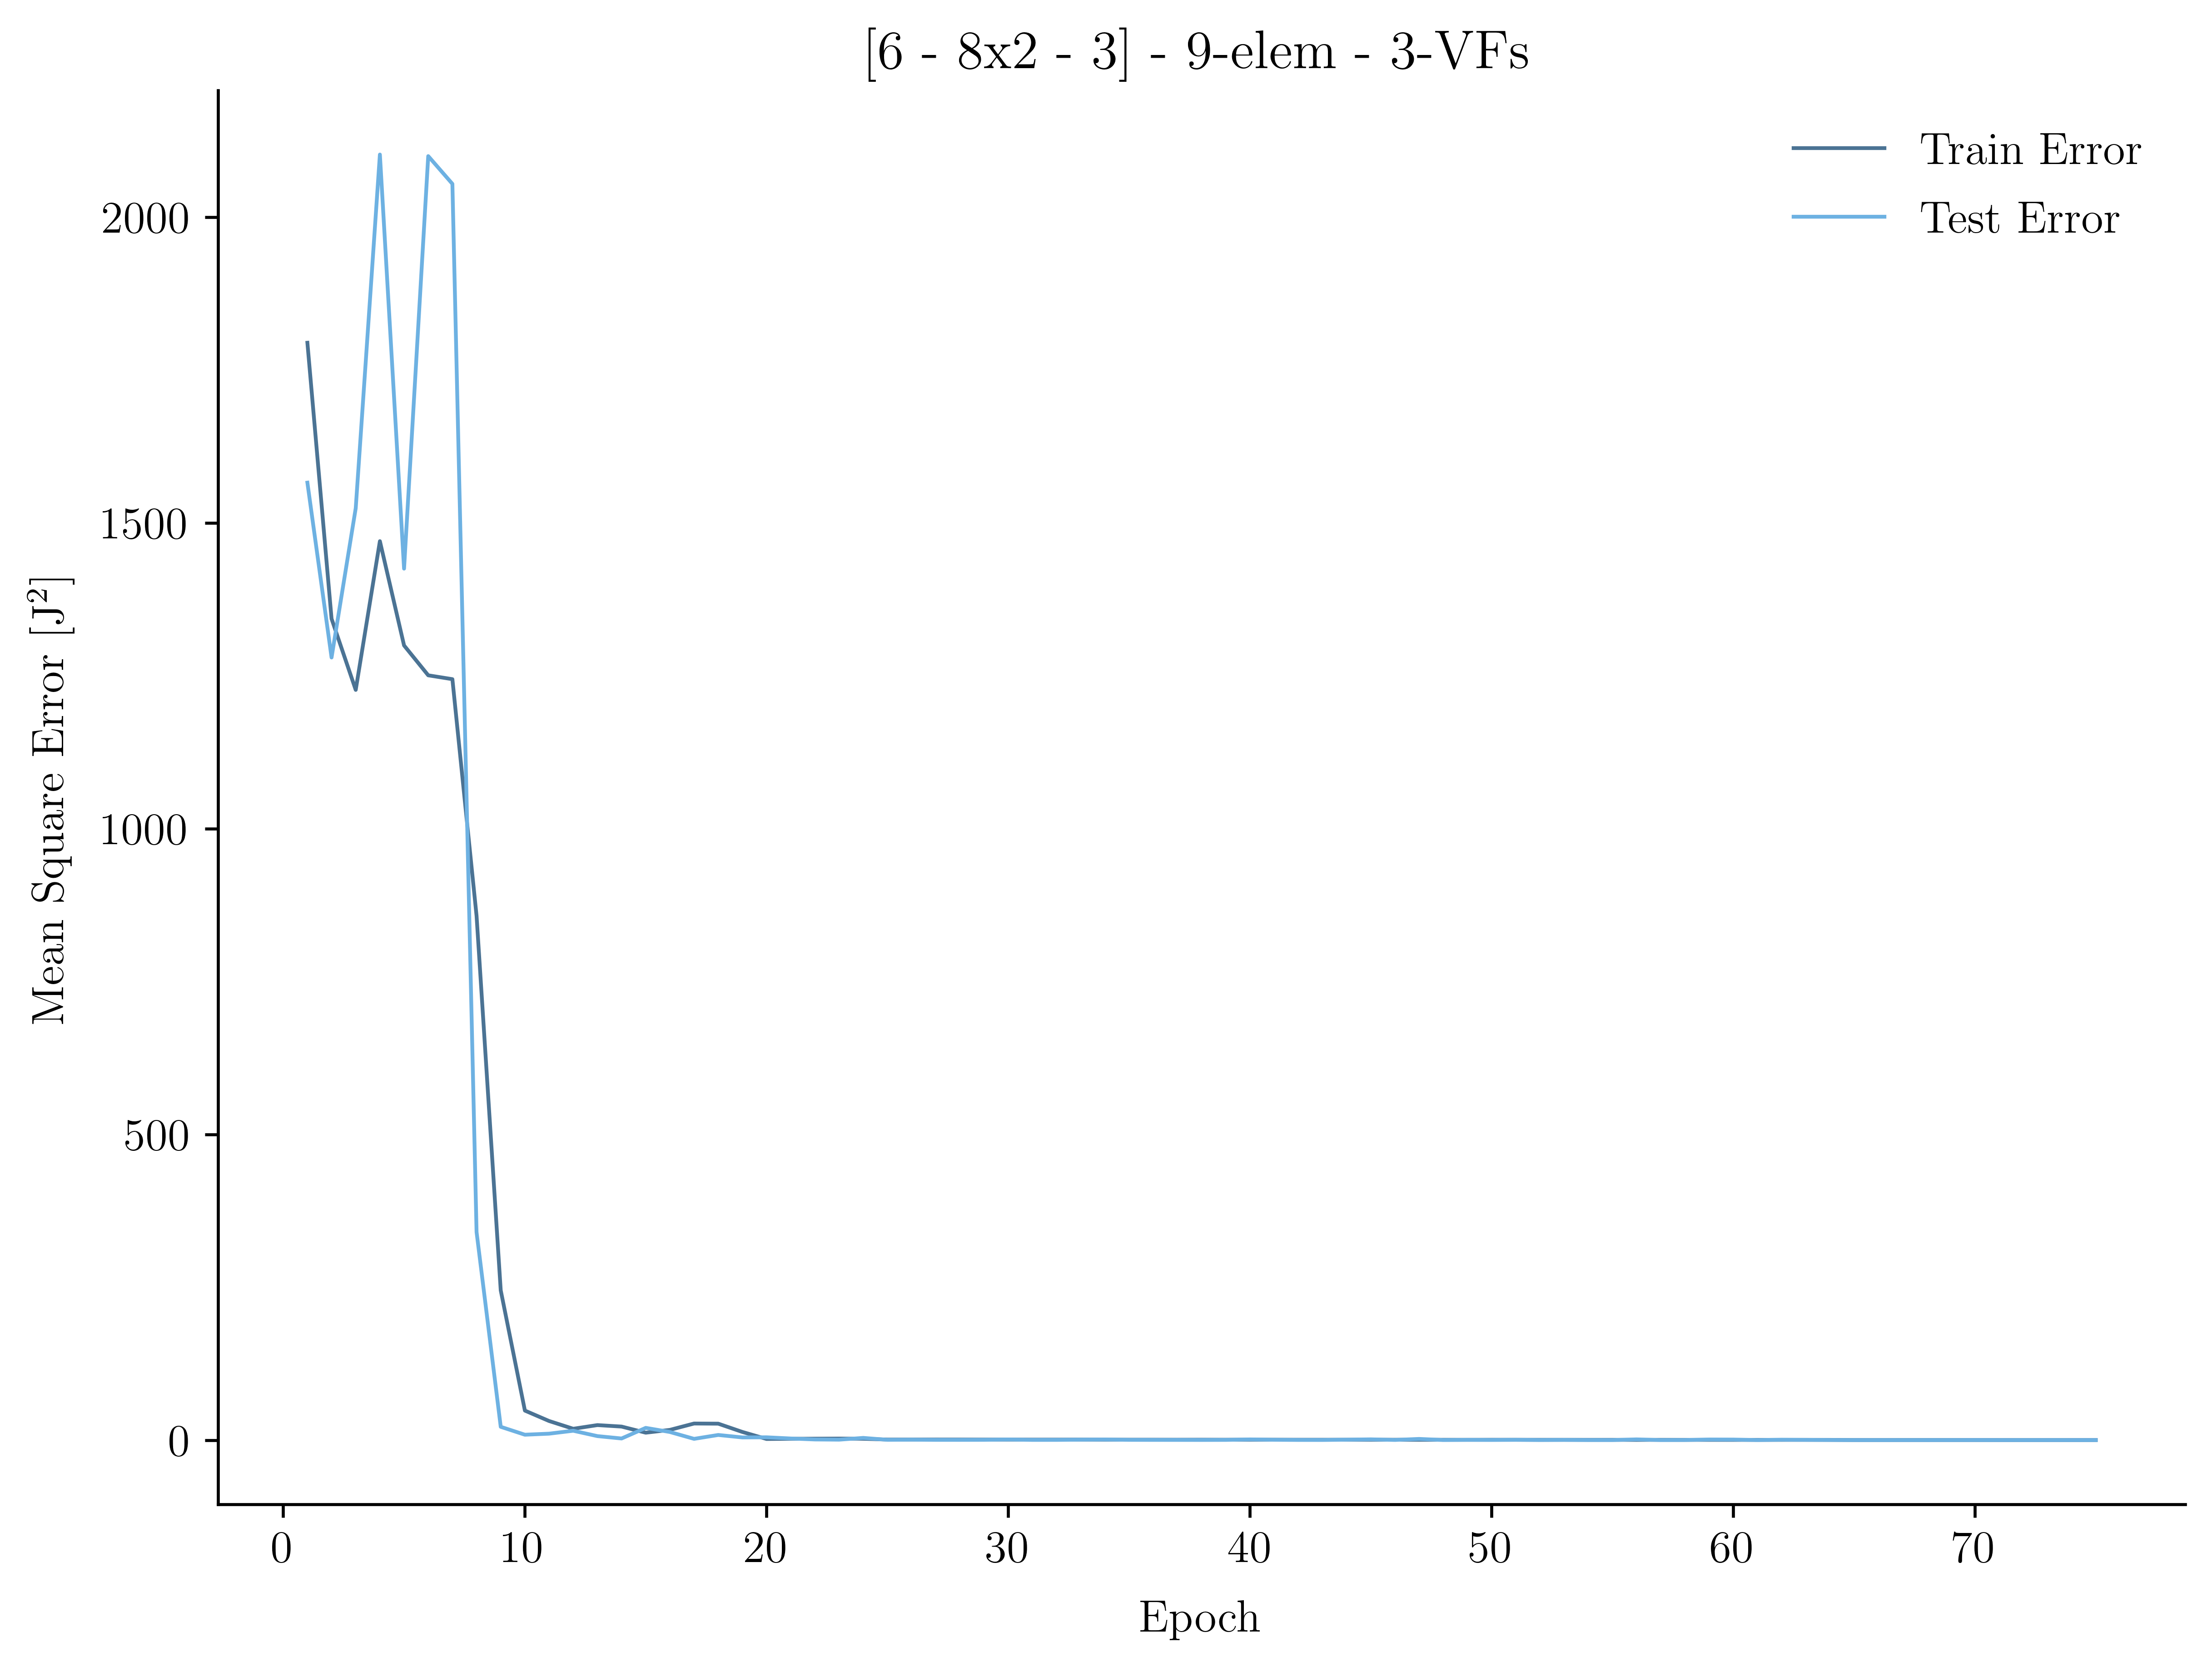 [6 - 8x2 - 3] - 9-elem - 3-VFs
Train Error
Test Error
Mean Square Error [J²]
2000
1500
1000
500
0
0 10 20 30 40 50 60 70
Epoch